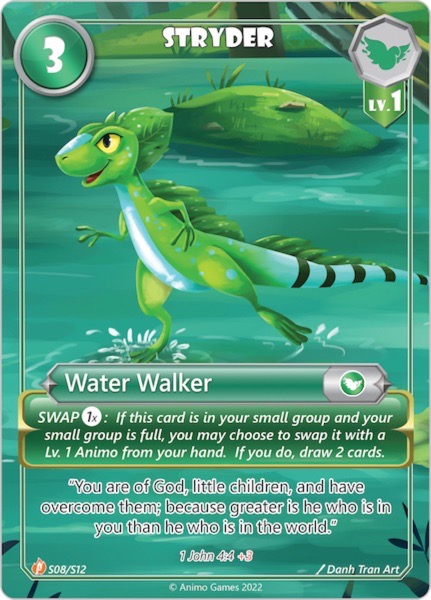 3
STRYDER
LV.1
Water Walker
SWAP 1x: If this card is in your small group and your
small group is full, you may choose to swap it with a
Lv. 1 Animo from your hand. If you do, draw 2 cards.
“You are of God, little children, and have
overcome them; because greater is he who is in
you than he who is in the world.”
1 John 4:4 +3
P S08/S12
Danh Tran Art
© Animo Games 2022